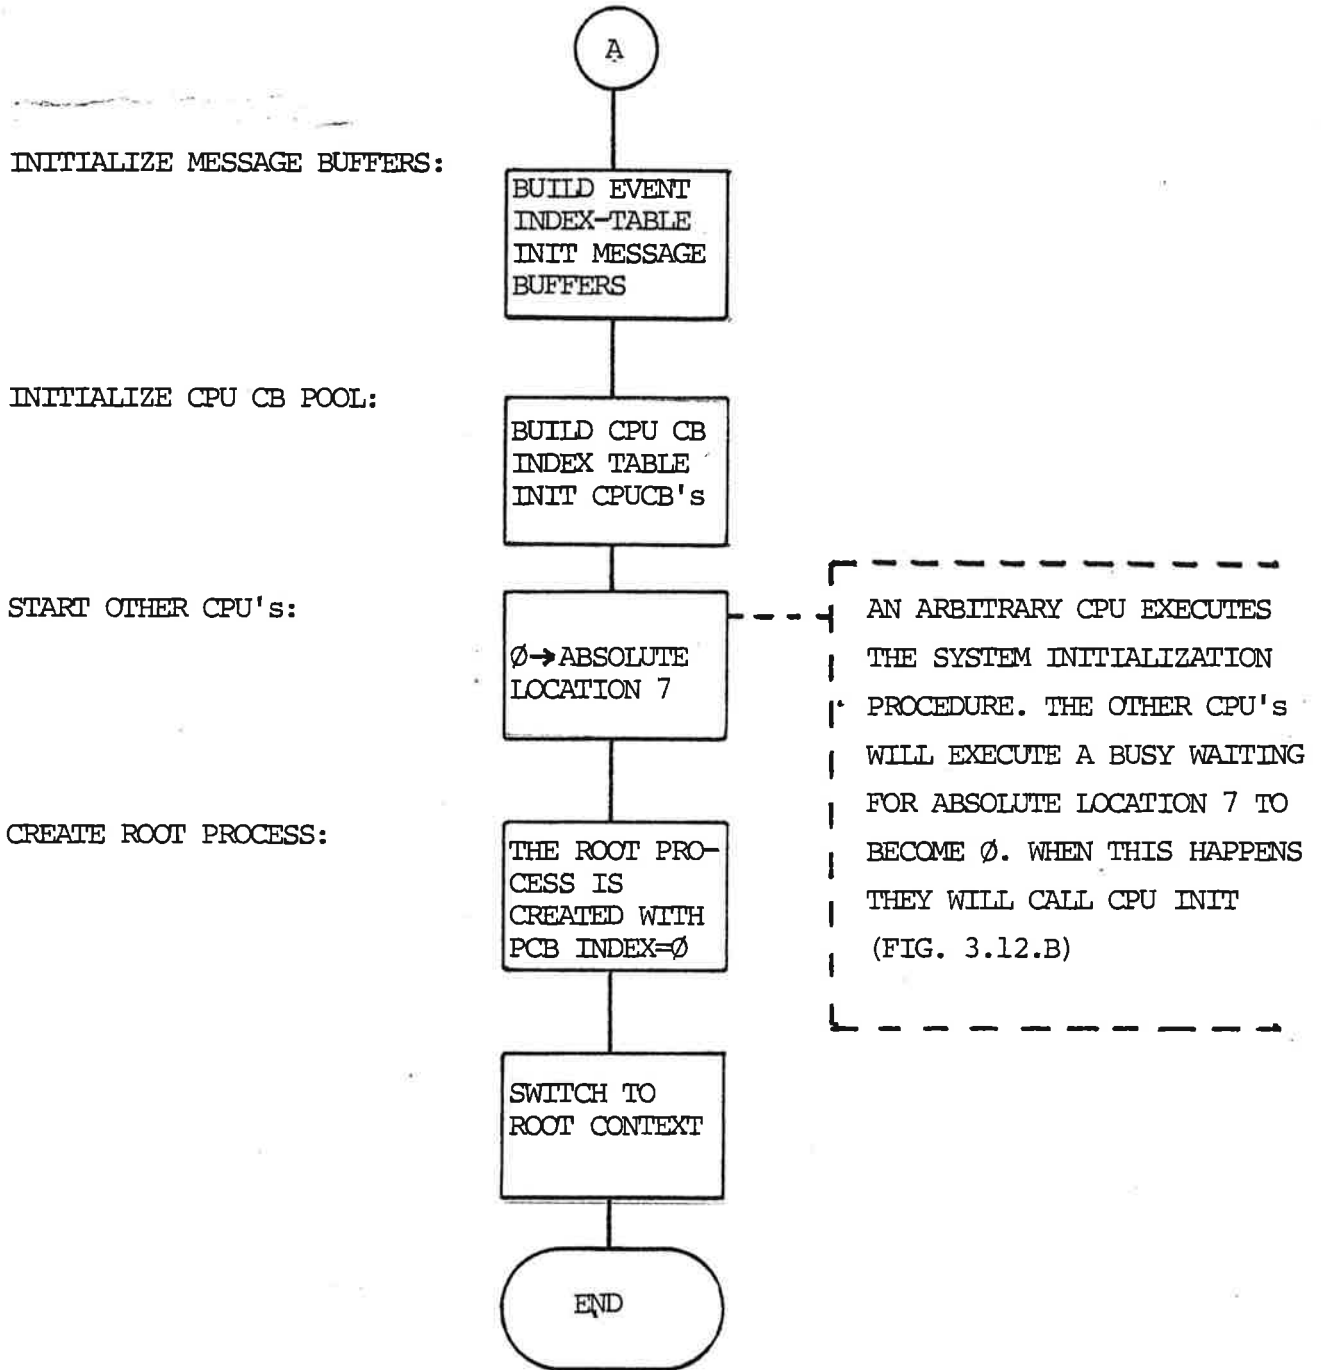 A
INITIALIZE MESSAGE BUFFERS:
BUILD EVENT
INDEX-TABLE
INIT MESSAGE
BUFFERS
INITIALIZE CPU CB POOL:
BUILD CPU CB
INDEX TABLE
INIT CPUCB's
START OTHER CPU's:
Ø→ABSOLUTE
LOCATION 7
AN ARBITRARY CPU EXECUTES
THE SYSTEM INITIALIZATION
PROCEDURE. THE OTHER CPU's
WILL EXECUTE A BUSY WAITING
FOR ABSOLUTE LOCATION 7 TO
BECOME Ø. WHEN THIS HAPPENS
THEY WILL CALL CPU INIT
(FIG. 3.12.B)
CREATE ROOT PROCESS:
THE ROOT PRO-
CESS IS
CREATED WITH
PCB INDEX=Ø
SWITCH TO
ROOT CONTEXT
END